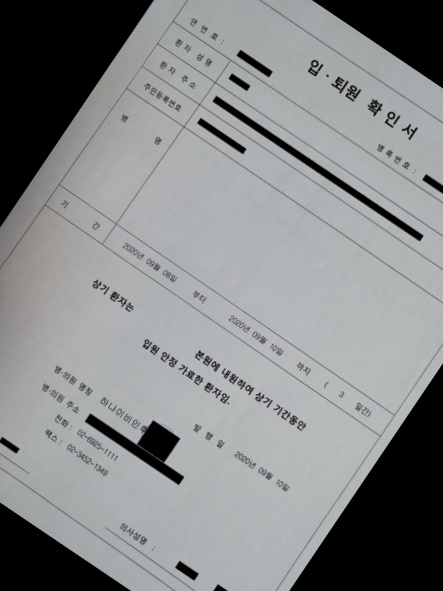 입 · 퇴원 확인서
연 번 호 :
병 록 번 호 :
환 자 성 명
환 자 주 소
주민등록번호
병 명
기 간 2020년 09월 08일 부터 2020년 09월 10일 까지 ( 3 일간)
상기 환자는
본원에 내원하여 상기 기간동안
입원 안정 가료한 환자임.
발 행 일 2020년 09월 10일
병·의원 명칭 하나이비인후
병·의원 주소
전화 : 02-6925-1111
팩스 : 02-3452-1349
의사성명 :